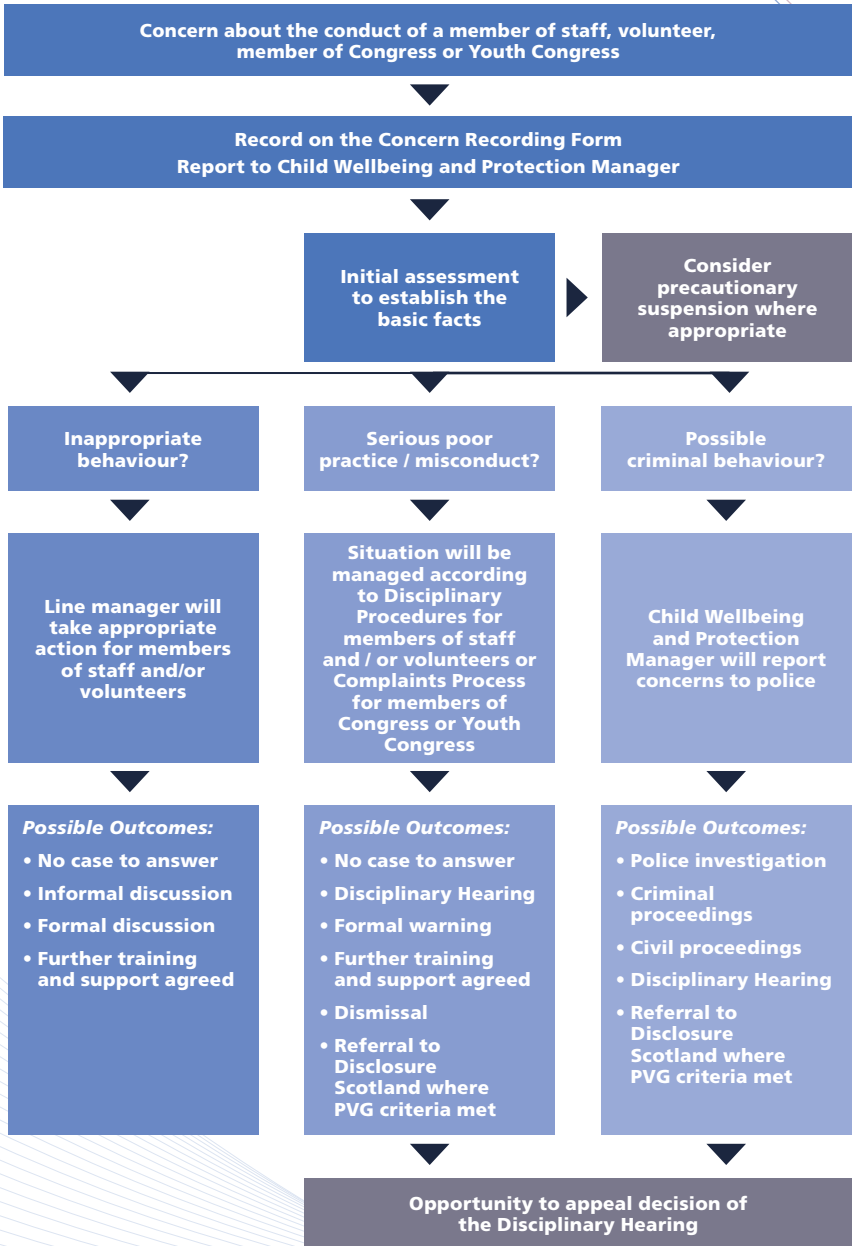 Concern about the conduct of a member of staff, volunteer,
member of Congress or Youth Congress
Record on the Concern Recording Form
Report to Child Wellbeing and Protection Manager
Initial assessment
to establish the
basic facts
Consider
precautionary
suspension where
appropriate
Inappropriate
behaviour?
Serious poor
practice / misconduct?
Possible
criminal behaviour?
Line manager will
take appropriate
action for members
of staff and/or
volunteers
Situation will be
managed according
to Disciplinary
Procedures for
members of staff
and / or volunteers or
Complaints Process
for members of
Congress or Youth
Congress
Child Wellbeing
and Protection
Manager will report
concerns to police
Possible Outcomes:
• No case to answer
• Informal discussion
• Formal discussion
• Further training
and support agreed
Possible Outcomes:
• No case to answer
• Disciplinary Hearing
• Formal warning
• Further training
and support agreed
• Dismissal
• Referral to
Disclosure
Scotland where
PVG criteria met
Possible Outcomes:
• Police investigation
• Criminal
proceedings
• Civil proceedings
• Disciplinary Hearing
• Referral to
Disclosure
Scotland where
PVG criteria met
Opportunity to appeal decision of
the Disciplinary Hearing